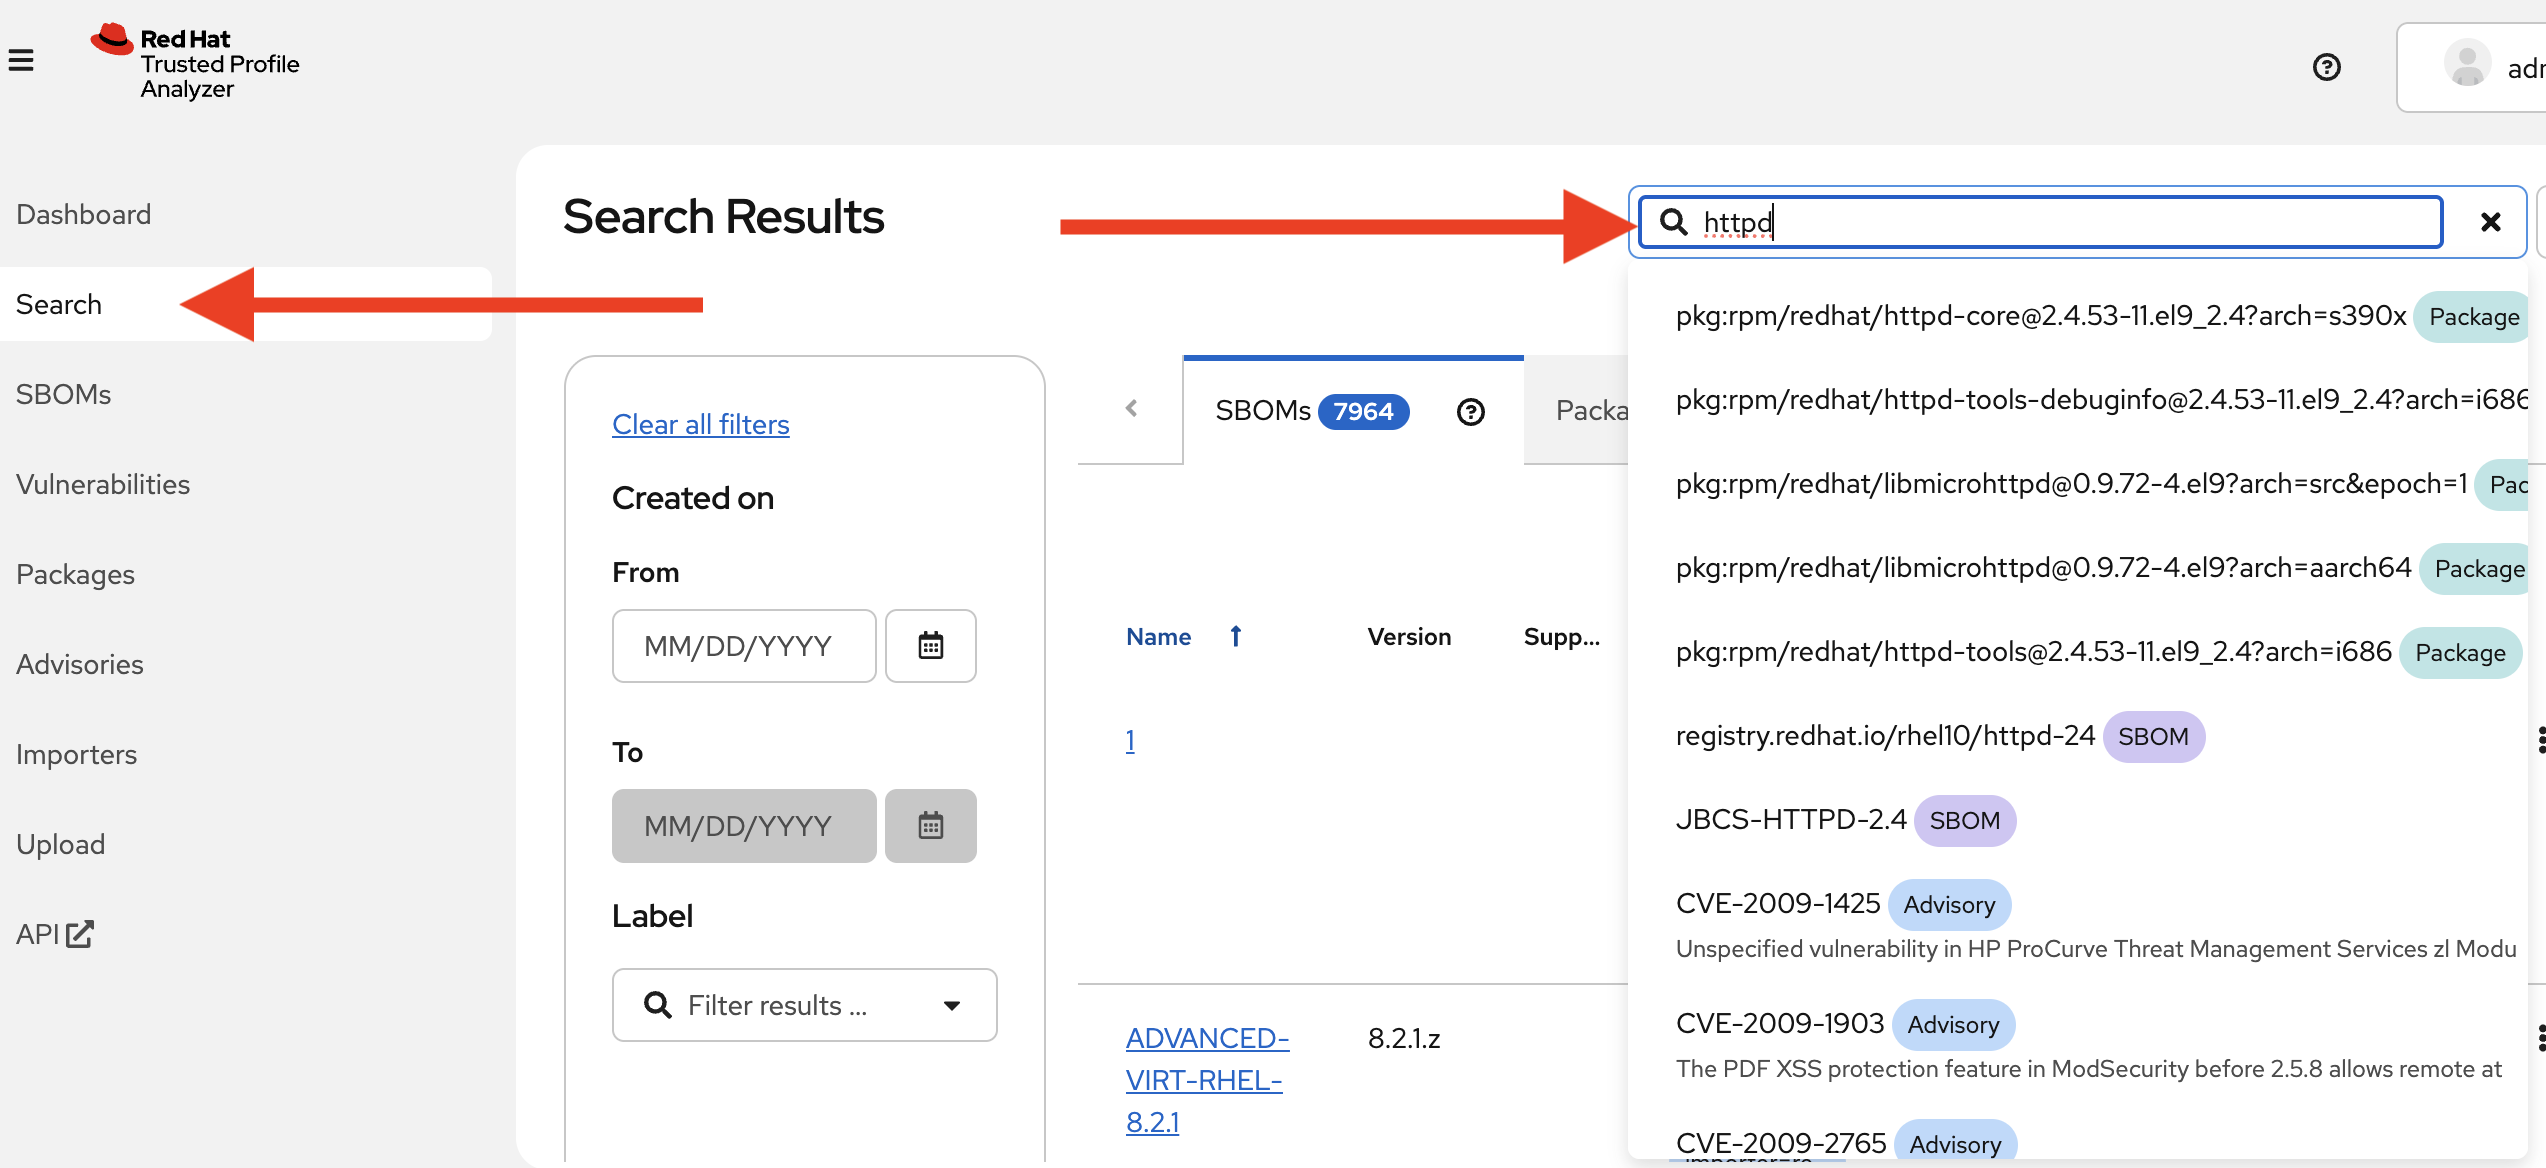 Red Hat
Trusted Profile
Analyzer
adm
Dashboard
Search
SBOMs
Vulnerabilities
Packages
Advisories
Importers
Upload
API
Search Results
httpd
Clear all filters
Created on
From
MM/DD/YYYY
To
MM/DD/YYYY
Label
Filter results ...
SBOMs 7964
Packa
Name
Version
Supp...
1
ADVANCED-
VIRT-RHEL-
8.2.1
8.2.1.z
pkg:rpm/redhat/httpd-core@2.4.53-11.el9_2.4?arch=s390x Package
pkg:rpm/redhat/httpd-tools-debuginfo@2.4.53-11.el9_2.4?arch=i686
pkg:rpm/redhat/libmicrohttpd@0.9.72-4.el9?arch=src&epoch=1 Pac
pkg:rpm/redhat/libmicrohttpd@0.9.72-4.el9?arch=aarch64 Package
pkg:rpm/redhat/httpd-tools@2.4.53-11.el9_2.4?arch=i686 Package
registry.redhat.io/rhel10/httpd-24 SBOM
JBCS-HTTPD-2.4 SBOM
CVE-2009-1425 Advisory
Unspecified vulnerability in HP ProCurve Threat Management Services zl Modu
CVE-2009-1903 Advisory
The PDF XSS protection feature in ModSecurity before 2.5.8 allows remote at
CVE-2009-2765 Advisory